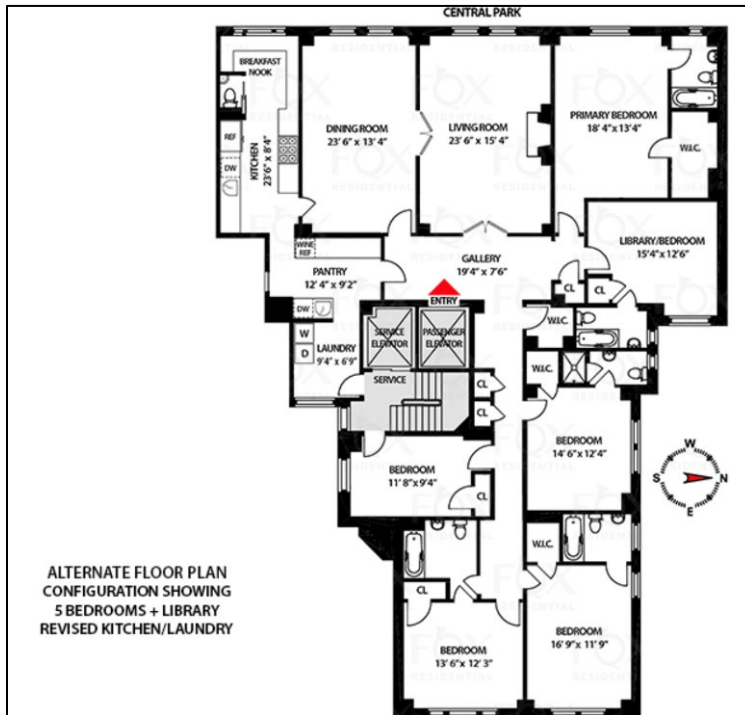 CENTRAL PARK
BREAKFAST
NOOK
REF
DW
KITCHEN
23'6" x 8'4"
DINING ROOM
23' 6" x 13' 4"
LIVING ROOM
23' 6" x 15' 4"
PRIMARY BEDROOM
18' 4" x 13'4"
W.I.C.
LIBRARY/BEDROOM
15'4" x 12'6"
WINE
REF
PANTRY
12' 4" x 9'2"
DW
GALLERY
19'4" x 7'6"
ENTRY
CL
CL
W.I.C.
W
D
LAUNDRY
9'4" x 6'9"
SERVICE
ELEVATOR
PASSENGER
ELEVATOR
SERVICE
CL
CL
W.I.C.
BEDROOM
14' 6" x 12'4"
BEDROOM
11' 8" x 9'4"
CL
W
S
N
E
CL
W.I.C.
BEDROOM
13' 6" x 12' 3"
BEDROOM
16' 9" x 11' 9"
ALTERNATE FLOOR PLAN
CONFIGURATION SHOWING
5 BEDROOMS + LIBRARY
REVISED KITCHEN/LAUNDRY
FOX
RESIDENTIAL